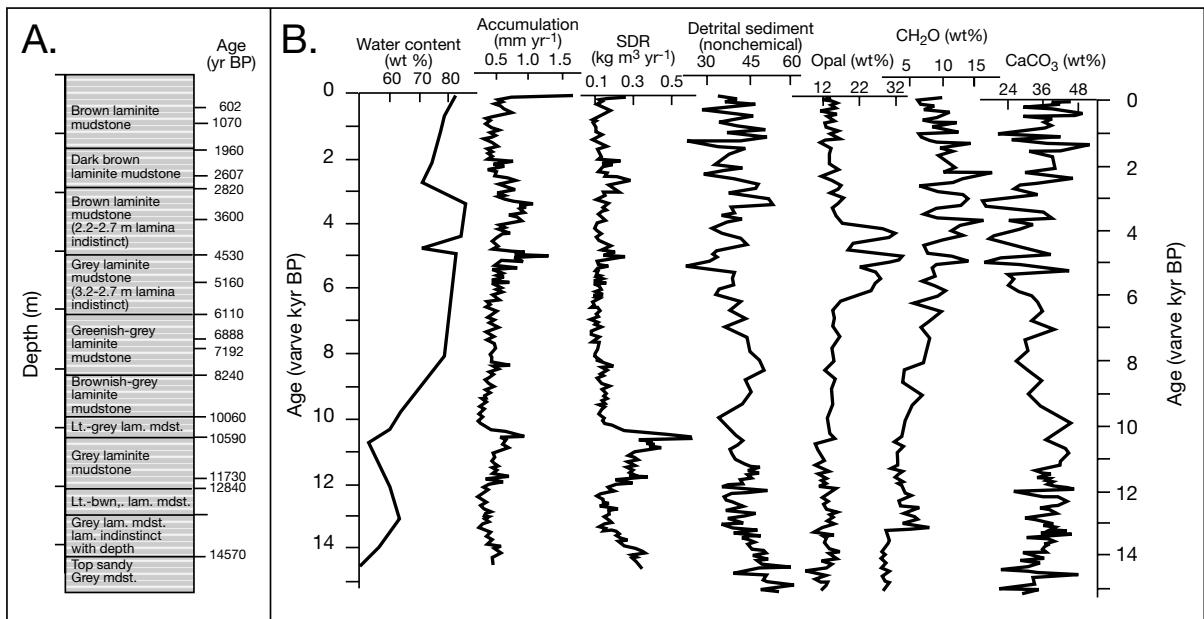 A.
Age
(yr BP)
Depth (m)
Brown laminite
mudstone
602
1070
Dark brown
laminite mudstone
1960
2607
2820
Brown laminite
mudstone
(2.2-2.7 m lamina
indistinct)
3600
4530
Grey laminite
mudstone
(3.2-2.7 m lamina
indistinct)
5160
6110
Greenish-grey
laminite
mudstone
6888
7192
8240
Brownish-grey
laminite
mudstone
10060
Lt.-grey lam. mdst.
10590
Grey laminite
mudstone
11730
12840
Lt.-bwn,. lam. mdst.
Grey lam. mdst.
lam. indinstinct
with depth
14570
Top sandy
Grey mdst.
B.
Water content
(wt %)
60 70 80
Accumulation
(mm yr-1)
0.5 1.0 1.5
SDR
(kg m3 yr-1)
0.1 0.3 0.5
Detrital sediment
(nonchemical)
30 45 60
Opal (wt%)
12 22 32
CH2O (wt%)
5 10 15
CaCO3 (wt%)
24 36 48
Age (varve kyr BP)
0
2
4
6
8
10
12
14
Age (varve kyr BP)
0
2
4
6
8
10
12
14